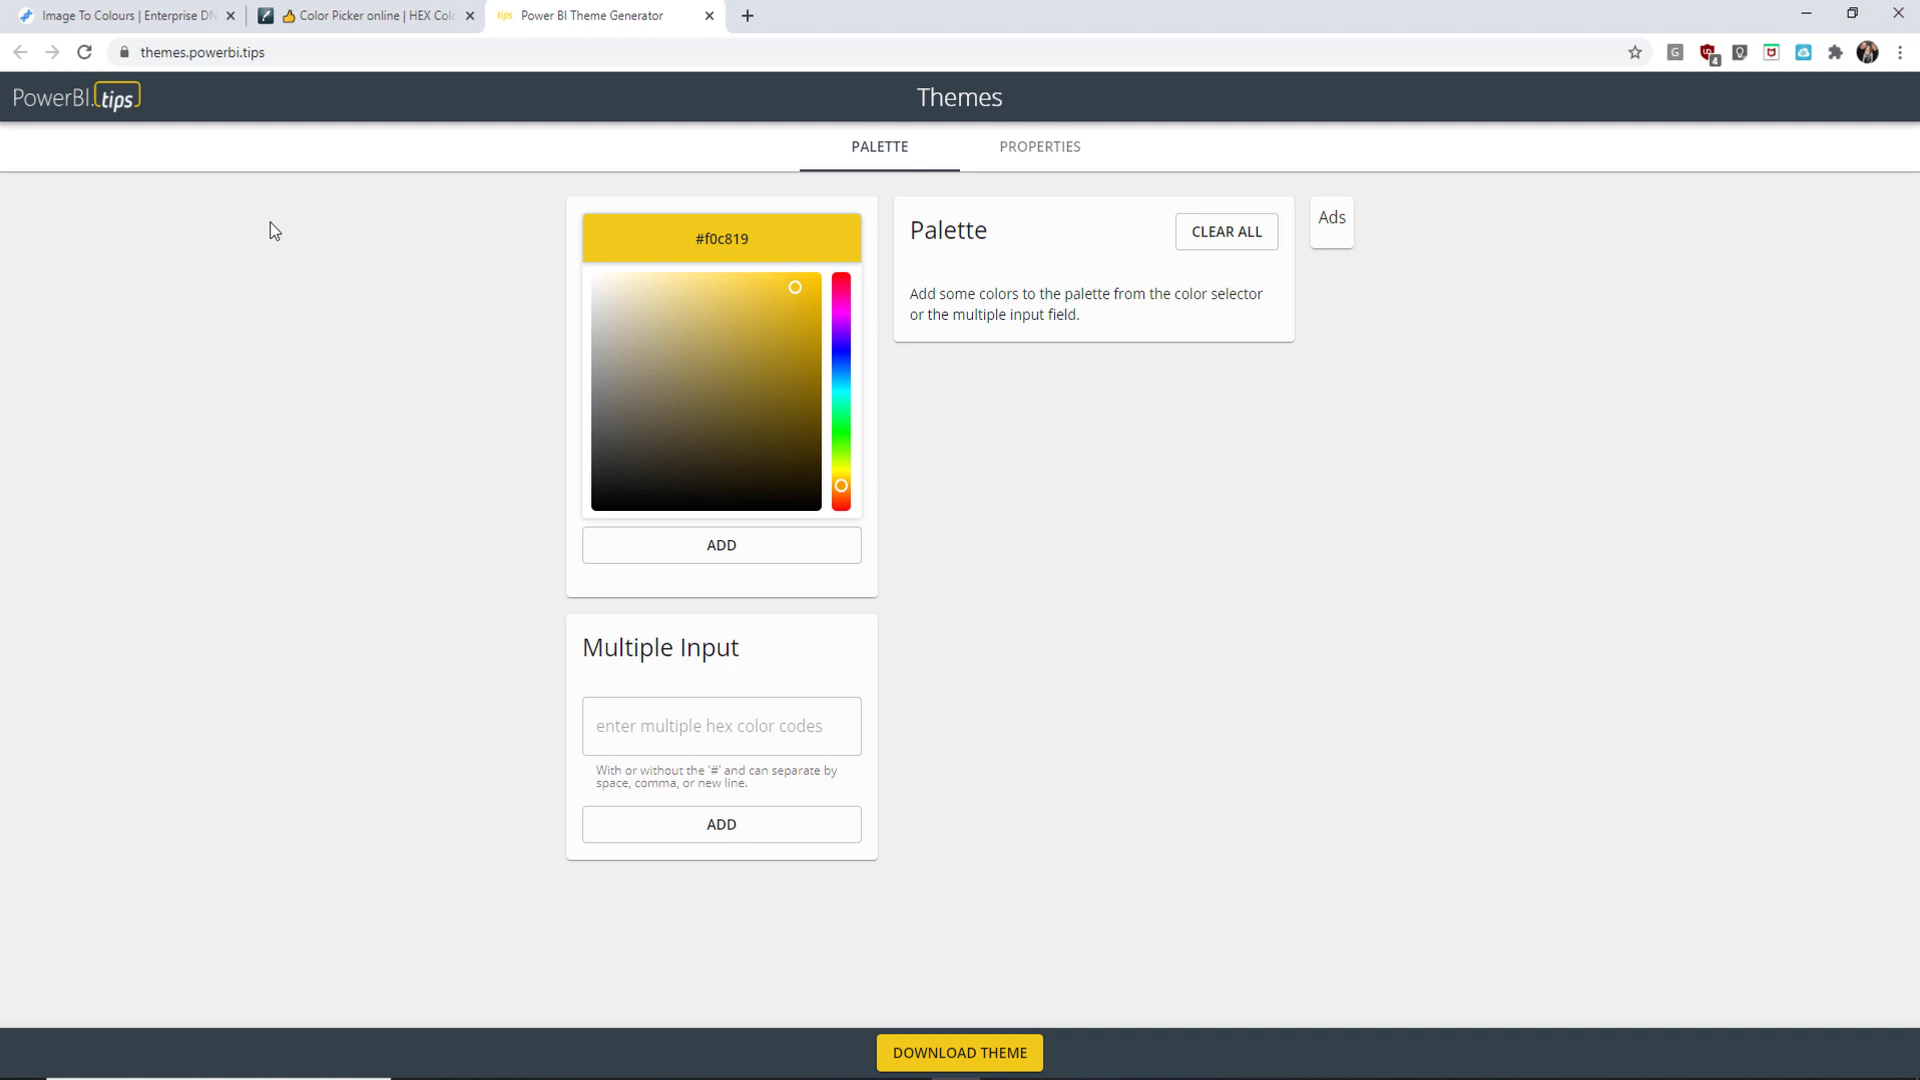 Image To Colours | Enterprise DN
👍 Color Picker online | HEX Colo
tips Power BI Theme Generator
themes.powerbi.tips
G
4
PowerBI.tips
Themes
PALETTE
PROPERTIES
#f0c819
Palette
CLEAR ALL
Ads
Add some colors to the palette from the color selector
or the multiple input field.
ADD
Multiple Input
enter multiple hex color codes
With or without the '#' and can separate by
space, comma, or new line.
ADD
DOWNLOAD THEME